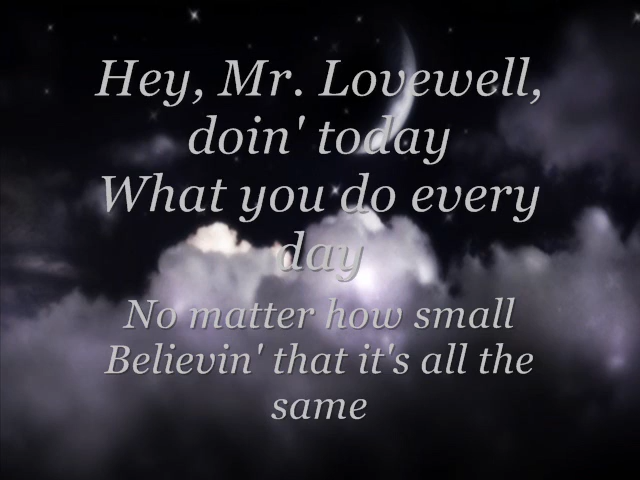 Hey, Mr. Lovewell,
doin' today
What you do every
day
No matter how small
Believin' that it's all the
same